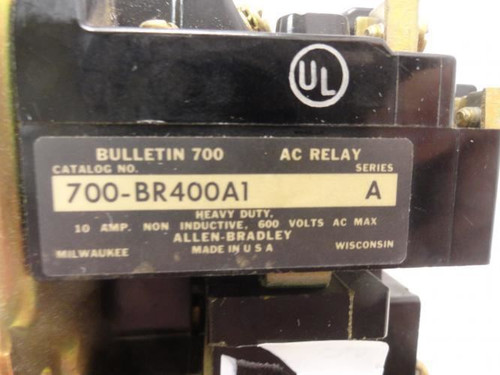 UL
BULLETIN 700 AC RELAY
CATALOG NO. SERIES
700-BR400A1 A
HEAVY DUTY,
10 AMP. NON INDUCTIVE, 600 VOLTS AC MAX
ALLEN-BRADLEY
MILWAUKEE MADE IN U S A WISCONSIN